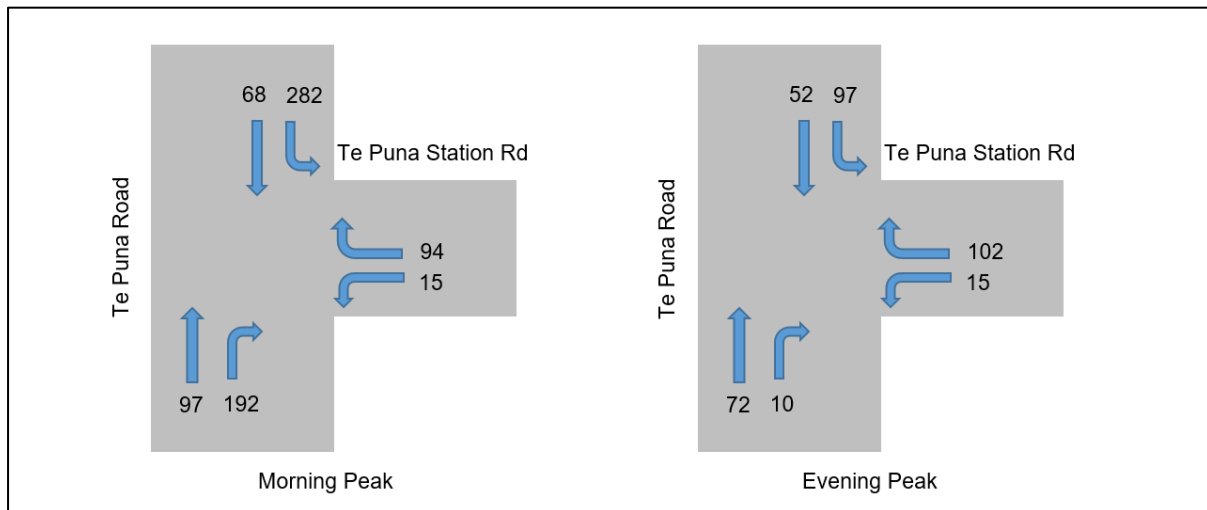 68 282
Te Puna Station Rd
Te Puna Road
94
15
97 192
Morning Peak
52 97
Te Puna Station Rd
Te Puna Road
102
15
72 10
Evening Peak